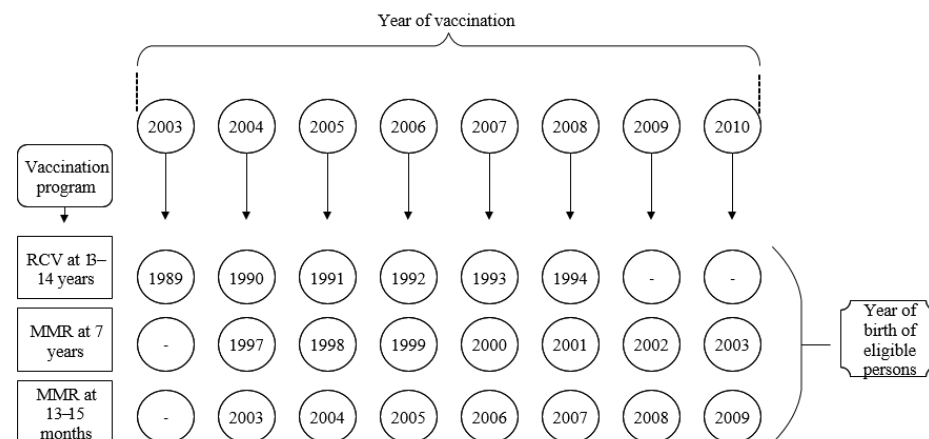 Year of vaccination
2003 2004 2005 2006 2007 2008 2009 2010
Vaccination
program
RCV at 13–
14 years
1989 1990 1991 1992 1993 1994 - -
MMR at 7
years
- 1997 1998 1999 2000 2001 2002 2003
MMR at
13–15
months
- 2003 2004 2005 2006 2007 2008 2009
Year of
birth of
eligible
persons